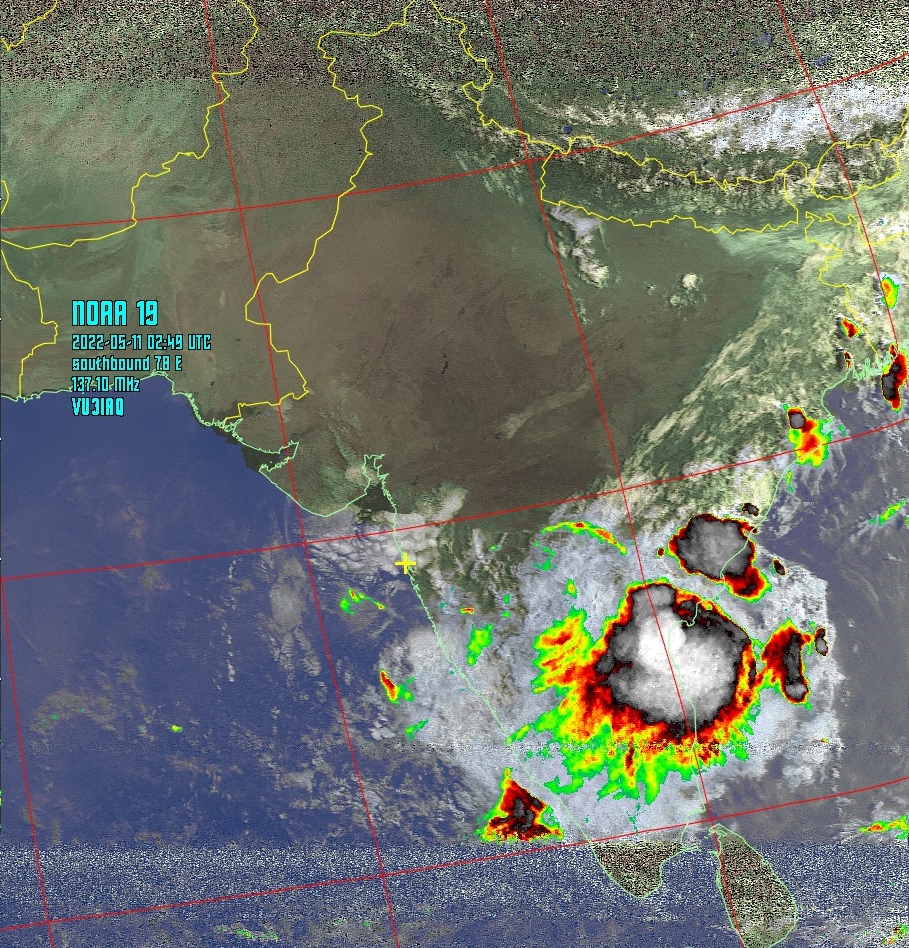 NOAA 19
2022-05-11 02:49 UTC
southbound 78 E
137.10 MHz
VU3IAQ